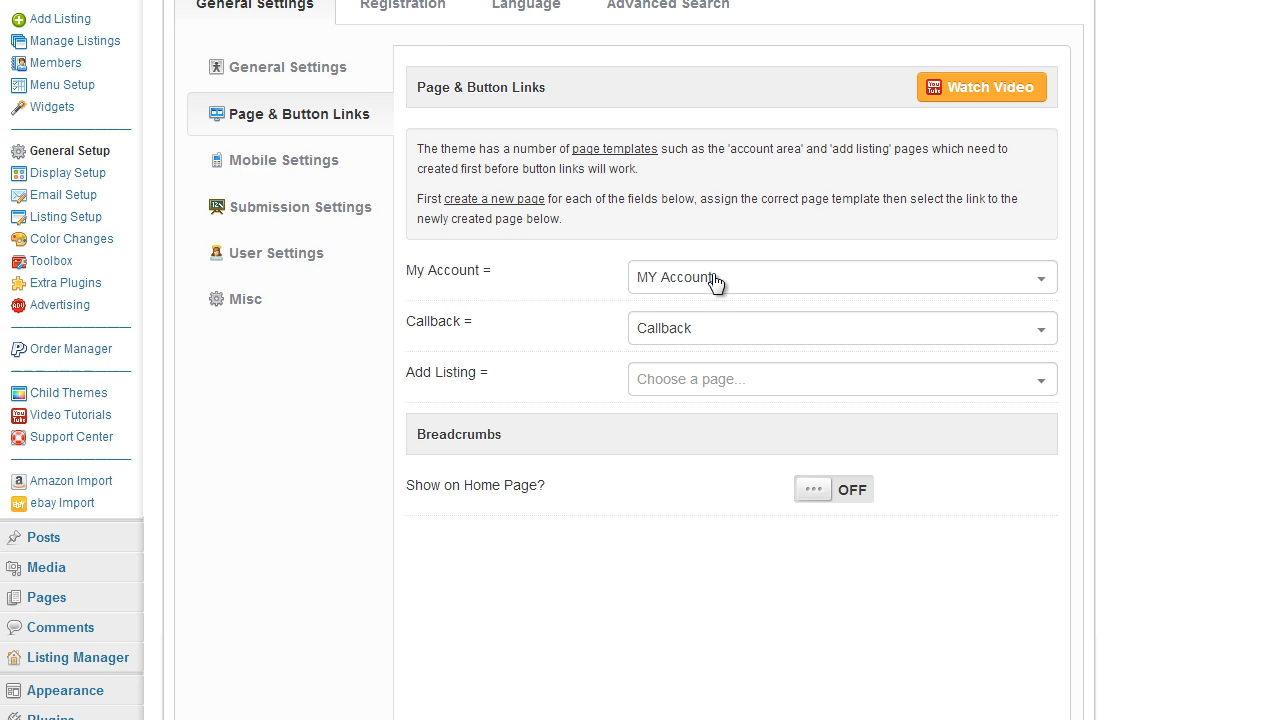 General Settings
Registration
Language
Advanced Search
Add Listing
Manage Listings
Members
Menu Setup
Widgets
General Setup
Display Setup
Email Setup
Listing Setup
Color Changes
Toolbox
Extra Plugins
Advertising
Order Manager
Child Themes
Video Tutorials
Support Center
Amazon Import
ebay Import
Posts
Media
Pages
Comments
Listing Manager
Appearance
Plugins
General Settings
Page & Button Links
Mobile Settings
Submission Settings
User Settings
Misc
Page & Button Links
Watch Video
The theme has a number of page templates such as the 'account area' and 'add listing' pages which need to
created first before button links will work.
First create a new page for each of the fields below, assign the correct page template then select the link to the
newly created page below.
My Account =
MY Account
Callback =
Callback
Add Listing =
Choose a page...
Breadcrumbs
Show on Home Page?
OFF